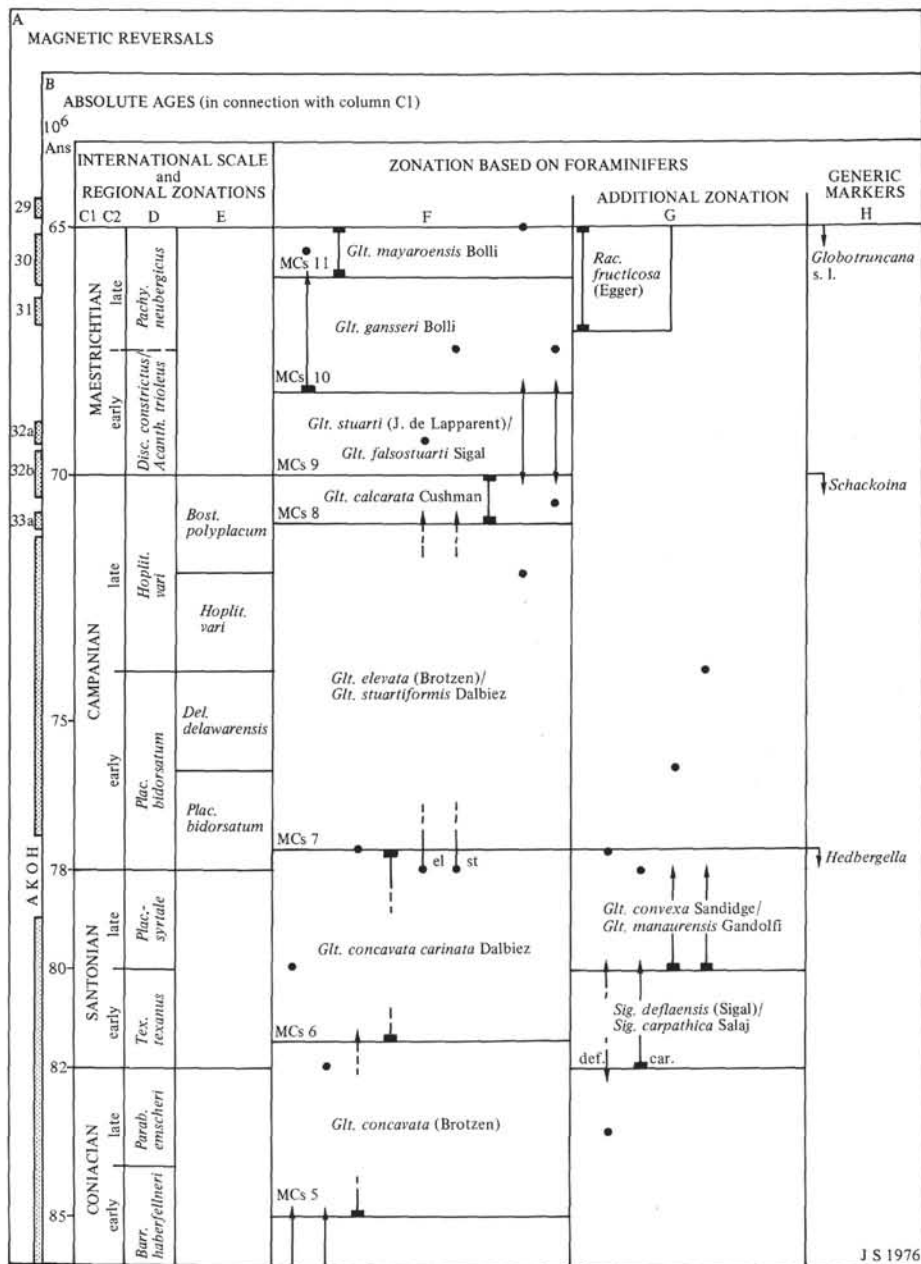 A
MAGNETIC REVERSALS
B
ABSOLUTE AGES (in connection with column C1)
10⁶
Ans
INTERNATIONAL SCALE
and
REGIONAL ZONATIONS
C1 C2 D E
ZONATION BASED ON FORAMINIFERS
F
ADDITIONAL ZONATION
G
GENERIC
MARKERS
H
29
30
31
32a
32b
33a
A K O H
65
70
75
78
80
82
85
MAESTRICHTIAN
late
early
CAMPANIAN
late
early
SANTONIAN
late
early
CONIACIAN
late
early
Pachy.
neubergicus
Disc. constrictus/
Acanth. trioleus
Hoplit.
vari
Plac.
bidorsatum
Plac.-
syrtale
Tex.
texanus
Parab.
emscheri
Barr.
haberfellneri
Bost.
polyplacum
Hoplit.
vari
Del.
delawarensis
Plac.
bidorsatum
Glt. mayaroensis Bolli
MCs 11
Glt. gansseri Bolli
MCs 10
Glt. stuarti (J. de Lapparent)/
Glt. falsostuarti Sigal
MCs 9
Glt. calcarata Cushman
MCs 8
Glt. elevata (Brotzen)/
Glt. stuartiformis Dalbiez
MCs 7
el st
Glt. concavata carinata Dalbiez
MCs 6
Glt. concavata (Brotzen)
MCs 5
Rac.
fructicosa
(Egger)
Glt. convexa Sandidge/
Glt. manaurensis Gandolfi
Sig. deflaensis (Sigal)/
Sig. carpathica Salaj
def. car.
Globotruncana
s. l.
Schackoina
Hedbergella
J S 1976